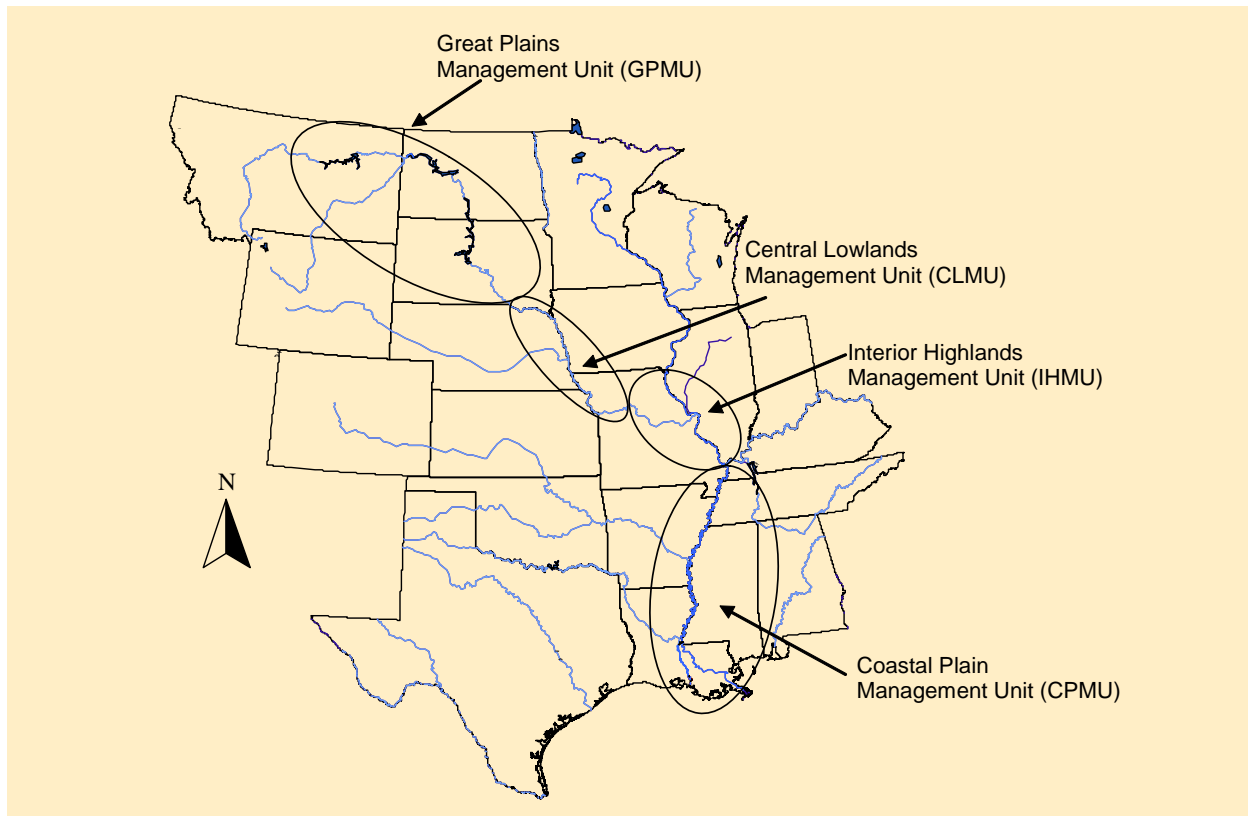 Great Plains
Management Unit (GPMU)
Central Lowlands
Management Unit (CLMU)
Interior Highlands
Management Unit (IHMU)
N
Coastal Plain
Management Unit (CPMU)